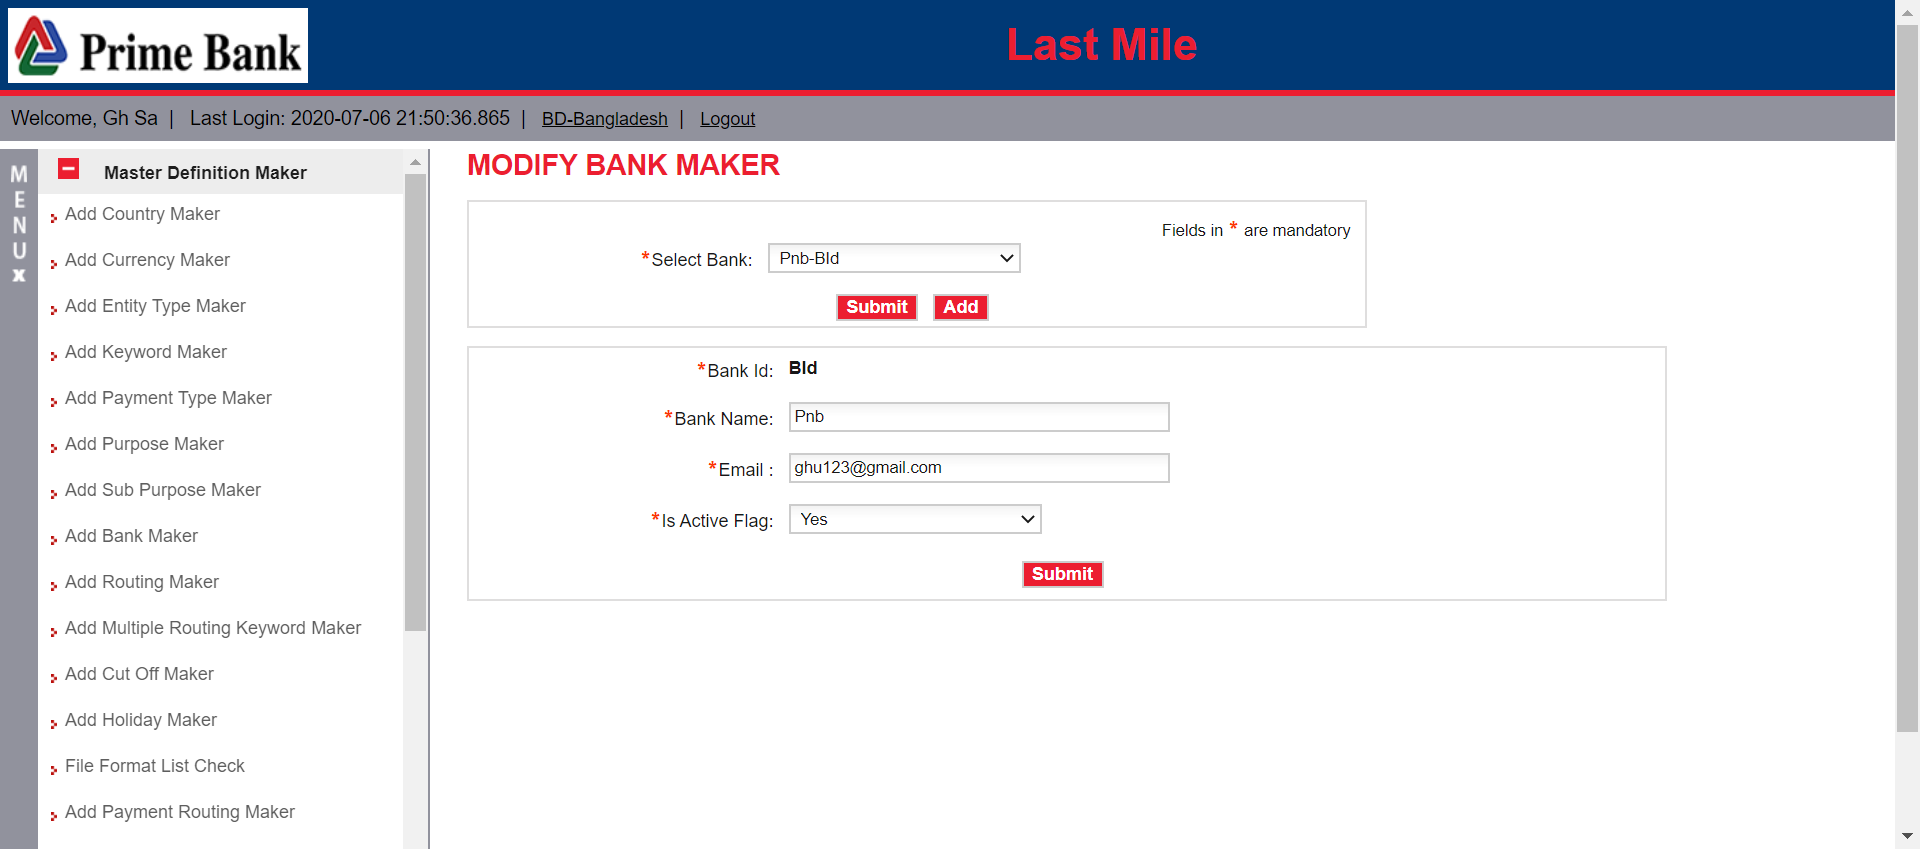 Prime Bank
Last Mile
Welcome, Gh Sa | Last Login: 2020-07-06 21:50:36.865 | BD-Bangladesh | Logout
MENU
x
Master Definition Maker
Add Country Maker
Add Currency Maker
Add Entity Type Maker
Add Keyword Maker
Add Payment Type Maker
Add Purpose Maker
Add Sub Purpose Maker
Add Bank Maker
Add Routing Maker
Add Multiple Routing Keyword Maker
Add Cut Off Maker
Add Holiday Maker
File Format List Check
Add Payment Routing Maker
MODIFY BANK MAKER
Fields in * are mandatory
*Select Bank: Pnb-Bld
Submit Add
*Bank Id: Bld
*Bank Name: Pnb
*Email : ghu123@gmail.com
*Is Active Flag: Yes
Submit